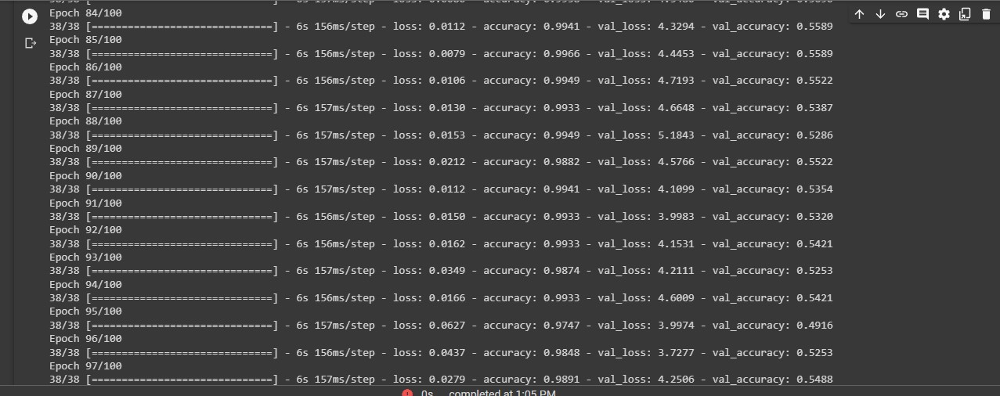 Epoch 84/100
38/38 [==============================] - 6s 156ms/step - loss: 0.0112 - accuracy: 0.9941 - val_loss: 4.3294 - val_accuracy: 0.5589
Epoch 85/100
38/38 [==============================] - 6s 156ms/step - loss: 0.0079 - accuracy: 0.9966 - val_loss: 4.4453 - val_accuracy: 0.5589
Epoch 86/100
38/38 [==============================] - 6s 156ms/step - loss: 0.0106 - accuracy: 0.9949 - val_loss: 4.7193 - val_accuracy: 0.5522
Epoch 87/100
38/38 [==============================] - 6s 157ms/step - loss: 0.0130 - accuracy: 0.9933 - val_loss: 4.6648 - val_accuracy: 0.5387
Epoch 88/100
38/38 [==============================] - 6s 157ms/step - loss: 0.0153 - accuracy: 0.9949 - val_loss: 5.1843 - val_accuracy: 0.5286
Epoch 89/100
38/38 [==============================] - 6s 157ms/step - loss: 0.0212 - accuracy: 0.9882 - val_loss: 4.5766 - val_accuracy: 0.5522
Epoch 90/100
38/38 [==============================] - 6s 157ms/step - loss: 0.0112 - accuracy: 0.9941 - val_loss: 4.1099 - val_accuracy: 0.5354
Epoch 91/100
38/38 [==============================] - 6s 156ms/step - loss: 0.0150 - accuracy: 0.9933 - val_loss: 3.9983 - val_accuracy: 0.5320
Epoch 92/100
38/38 [==============================] - 6s 156ms/step - loss: 0.0162 - accuracy: 0.9933 - val_loss: 4.1531 - val_accuracy: 0.5421
Epoch 93/100
38/38 [==============================] - 6s 157ms/step - loss: 0.0349 - accuracy: 0.9874 - val_loss: 4.2111 - val_accuracy: 0.5253
Epoch 94/100
38/38 [==============================] - 6s 156ms/step - loss: 0.0166 - accuracy: 0.9933 - val_loss: 4.6009 - val_accuracy: 0.5421
Epoch 95/100
38/38 [==============================] - 6s 157ms/step - loss: 0.0627 - accuracy: 0.9747 - val_loss: 3.9974 - val_accuracy: 0.4916
Epoch 96/100
38/38 [==============================] - 6s 156ms/step - loss: 0.0437 - accuracy: 0.9848 - val_loss: 3.7277 - val_accuracy: 0.5253
Epoch 97/100
38/38 [==============================] - 6s 157ms/step - loss: 0.0279 - accuracy: 0.9891 - val_loss: 4.2506 - val_accuracy: 0.5488
0s completed at 1:05 PM